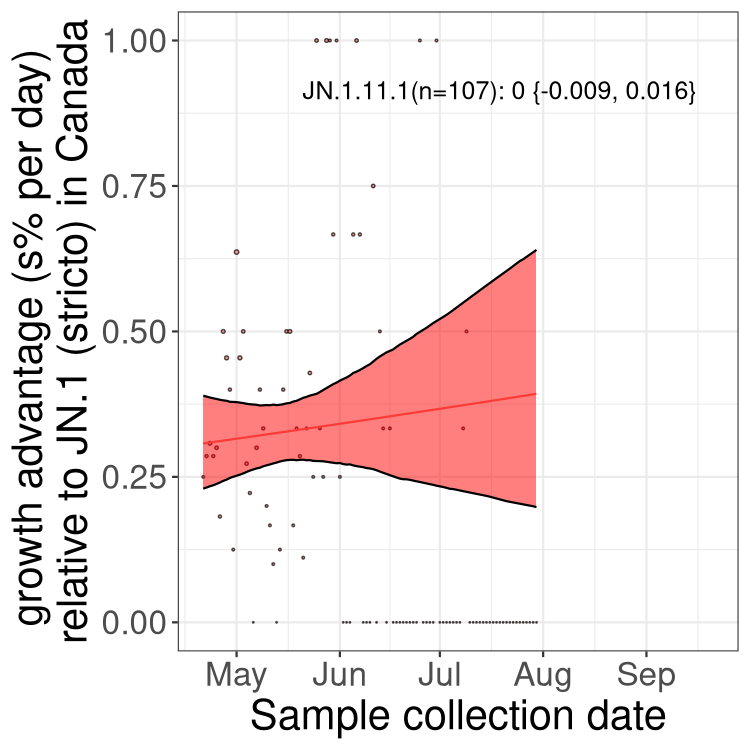 growth advantage (s% per day)
relative to JN.1 (stricto) in Canada
1.00
0.75
0.50
0.25
0.00
JN.1.11.1(n=107): 0 {-0.009, 0.016}
May Jun Jul Aug Sep
Sample collection date